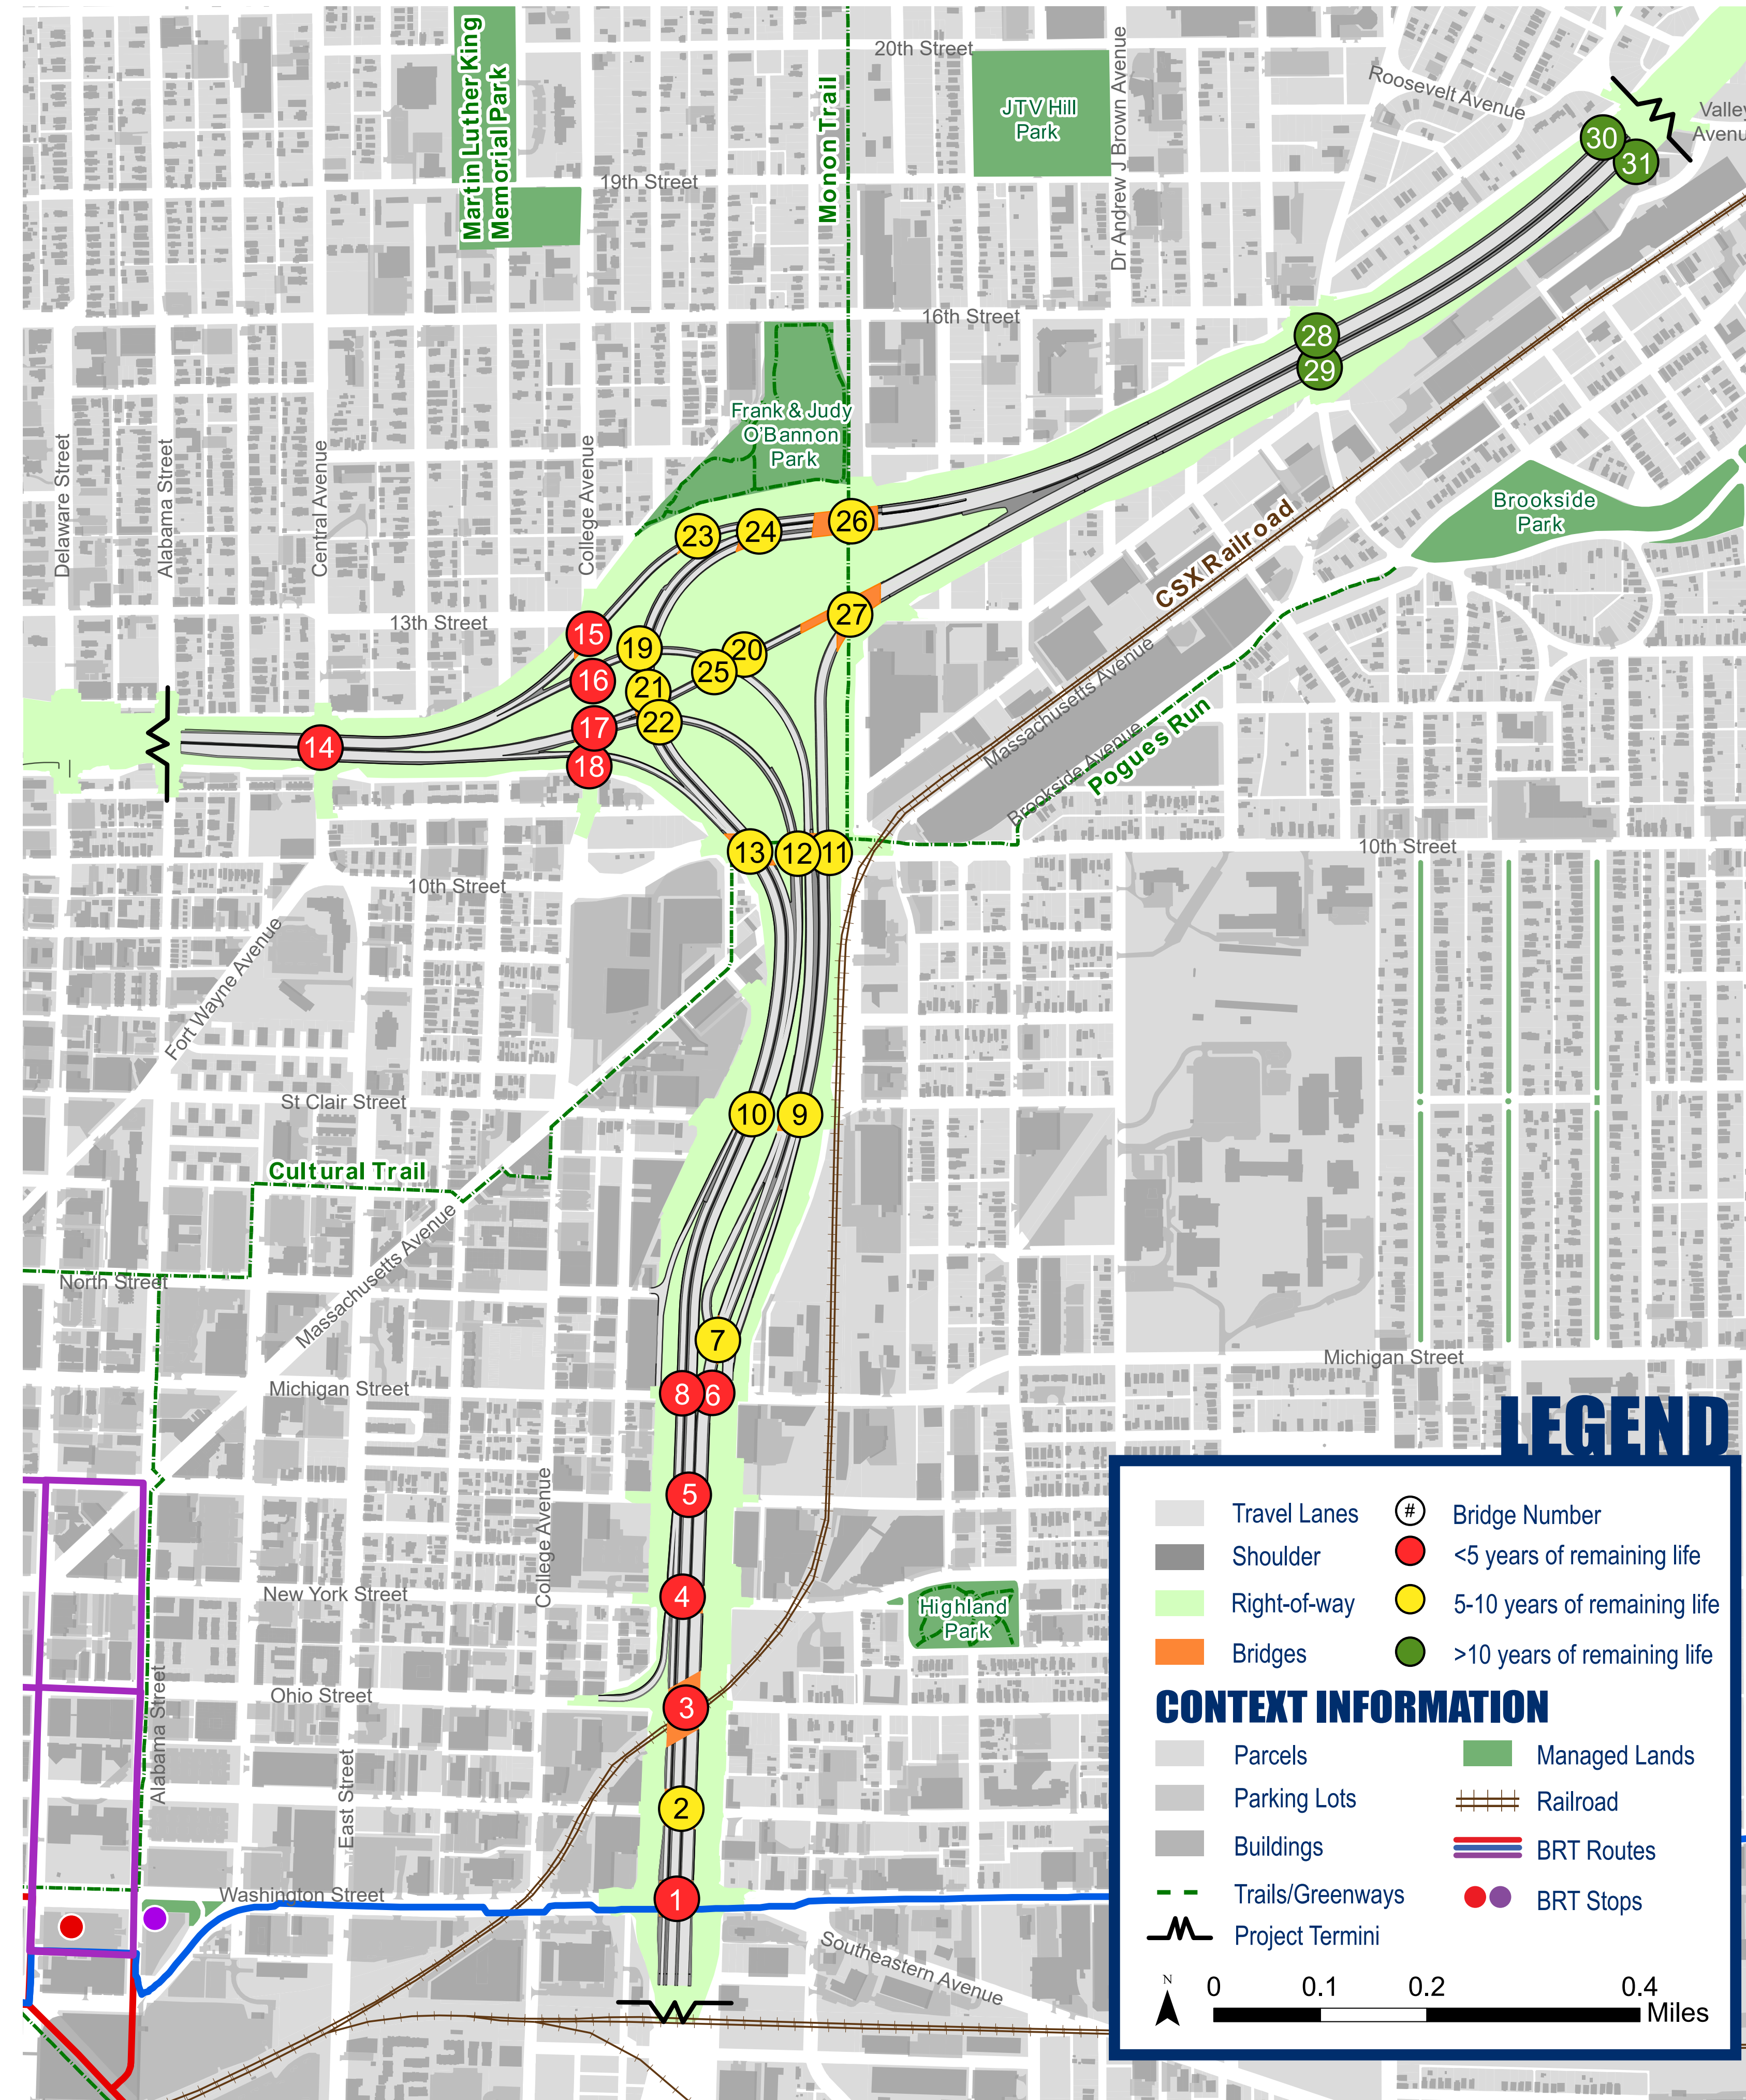 20th Street
Martin Luther King
Memorial Park
Monon Trail
JTV Hill
Park
Dr Andrew J Brown Avenue
Roosevelt Avenue
Valley
Avenu
30
31
19th Street
16th Street
28
29
Frank & Judy
O'Bannon
Park
Delaware Street
Alabama Street
Central Avenue
College Avenue
Brookside
Park
23
24
26
CSX Railroad
13th Street
15
19
20
27
16
25
21
22
17
14
18
Massachusetts Avenue
Brookside Avenue
Pogues Run
13
12
11
10th Street
10th Street
Fort Wayne Avenue
St Clair Street
10
9
Cultural Trail
North Street
Massachusetts Avenue
7
Michigan Street
Michigan Street
8
6
College Avenue
5
New York Street
4
Highland
Park
Ohio Street
3
Alabama Street
East Street
2
Washington Street
1
Southeastern Avenue
LEGEND
Travel Lanes
# Bridge Number
Shoulder
<5 years of remaining life
Right-of-way
5-10 years of remaining life
Bridges
>10 years of remaining life
CONTEXT INFORMATION
Parcels
Managed Lands
Parking Lots
Railroad
Buildings
BRT Routes
Trails/Greenways
BRT Stops
Project Termini
N
0 0.1 0.2 0.4
Miles